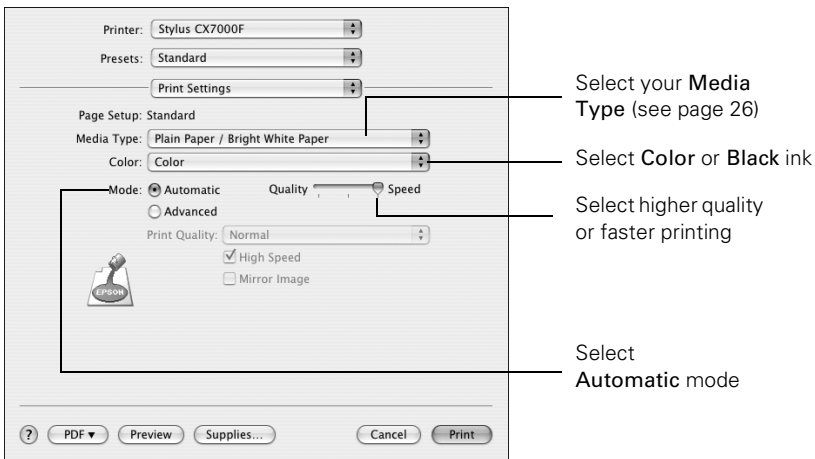 Printer: Stylus CX7000F
Presets: Standard
Print Settings
Page Setup: Standard
Media Type: Plain Paper / Bright White Paper
Color: Color
Mode: Automatic Quality Speed
Advanced
Print Quality: Normal
High Speed
Mirror Image
EPSON
? PDF Preview Supplies... Cancel Print
Select your Media
Type (see page 26)
Select Color or Black ink
Select higher quality
or faster printing
Select
Automatic mode